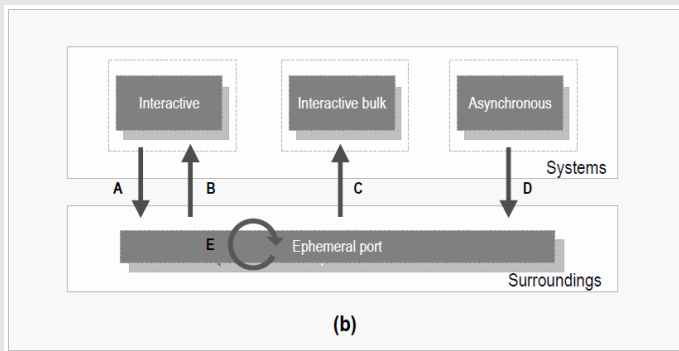 Interactive
Interactive bulk
Asynchronous
Systems
A
B
C
D
E
Ephemeral port
Surroundings
(b)